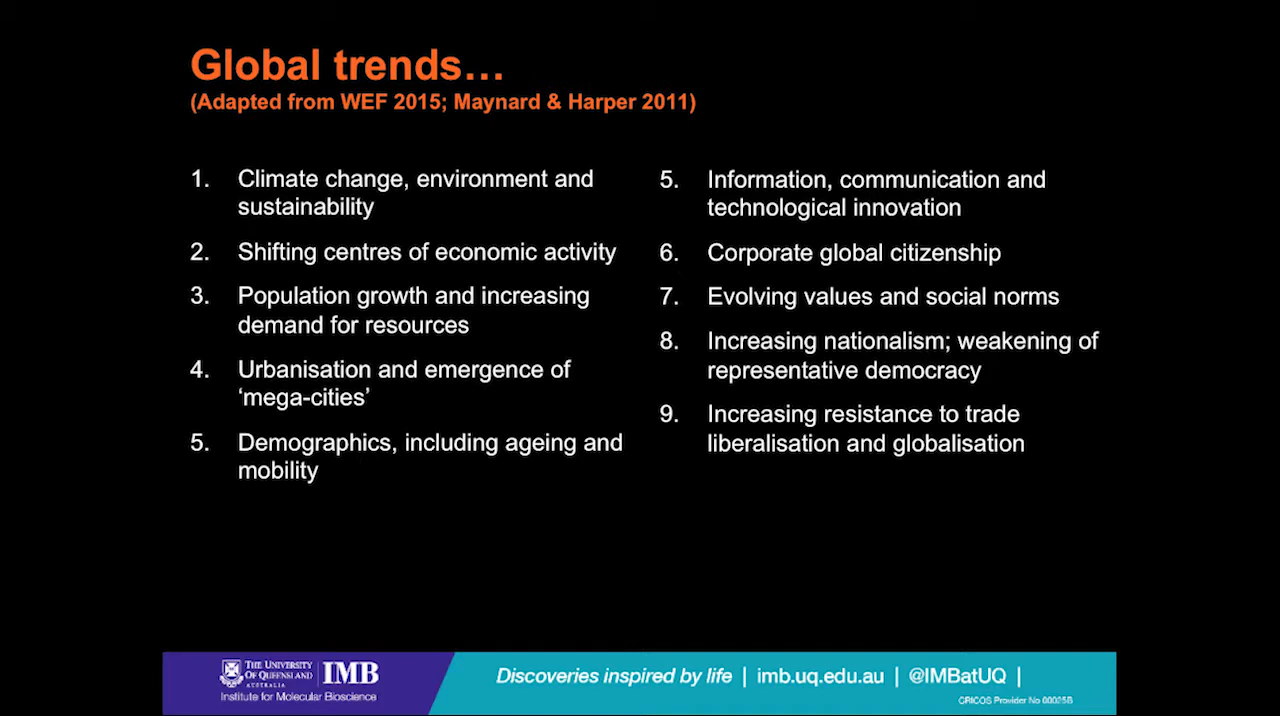 Global trends…
(Adapted from WEF 2015; Maynard & Harper 2011)
1. Climate change, environment and
sustainability
2. Shifting centres of economic activity
3. Population growth and increasing
demand for resources
4. Urbanisation and emergence of
‘mega-cities’
5. Demographics, including ageing and
mobility
5. Information, communication and
technological innovation
6. Corporate global citizenship
7. Evolving values and social norms
8. Increasing nationalism; weakening of
representative democracy
9. Increasing resistance to trade
liberalisation and globalisation
THE UNIVERSITY
OF QUEENSLAND
AUSTRALIA
IMB
Institute for Molecular Bioscience
Discoveries inspired by life | imb.uq.edu.au | @IMBatUQ |
CRICOS Provider No 00025B